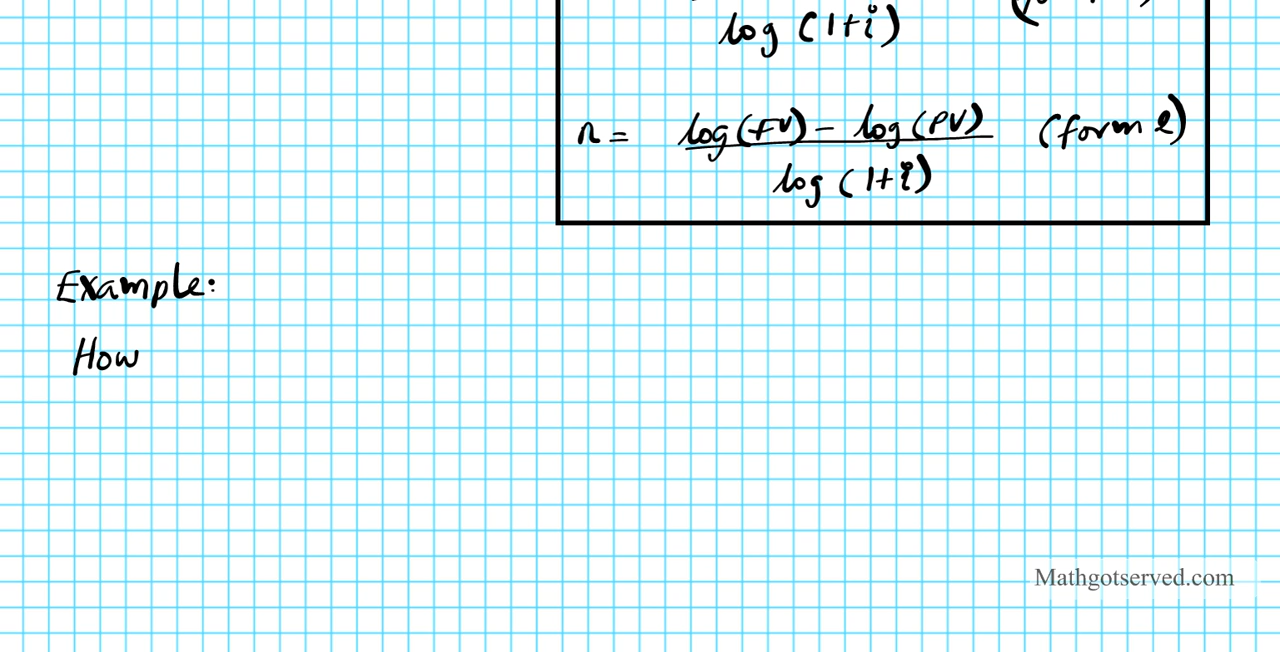 log (1+i)
n = log(FV) - log(PV) (form 2)
log (1+i)
Example:
How
Mathgotserved.com